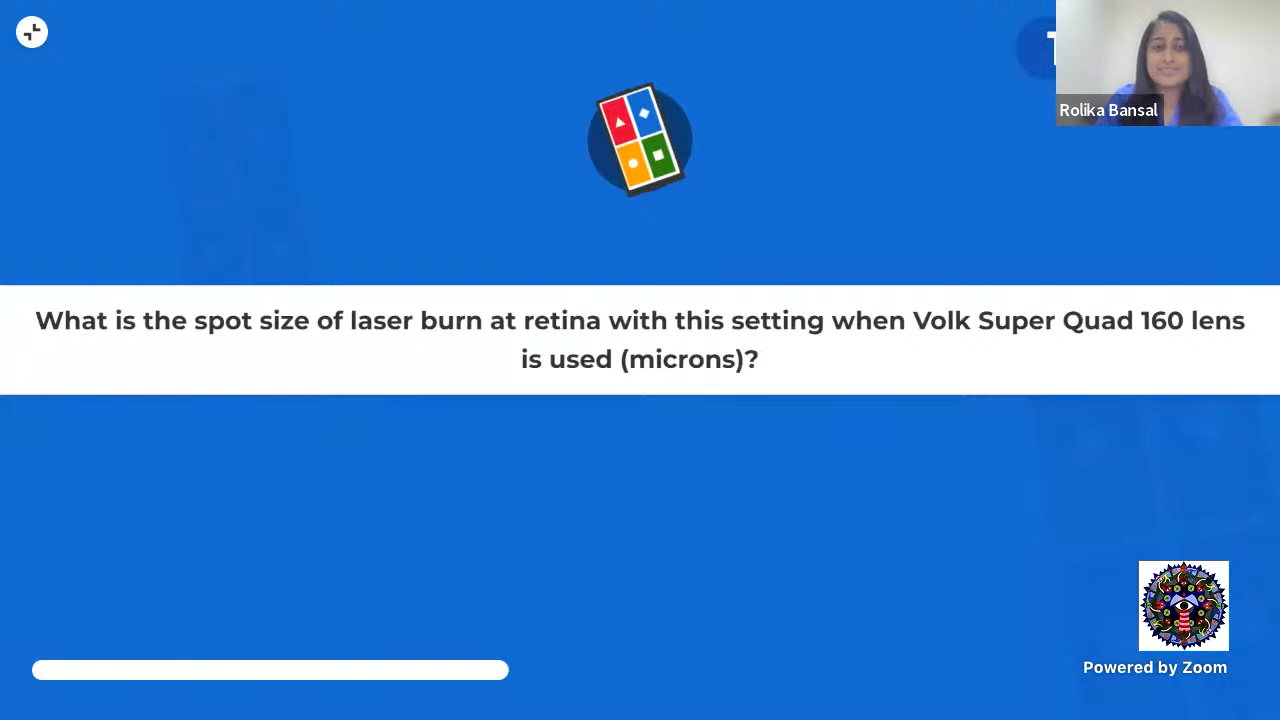 Rolika Bansal
What is the spot size of laser burn at retina with this setting when Volk Super Quad 160 lens
is used (microns)?
Powered by Zoom